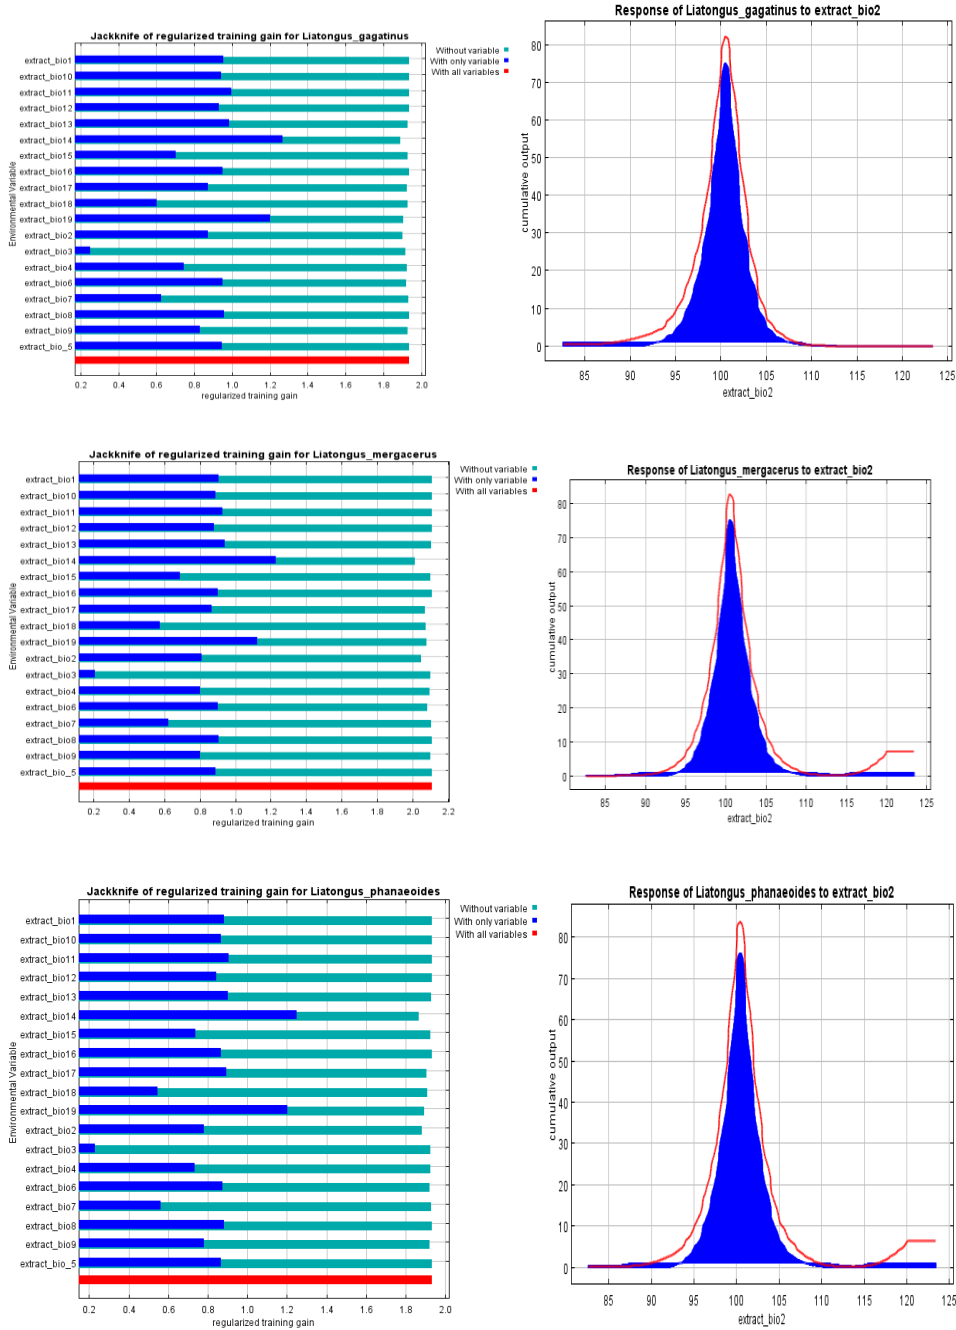 Jackknife of regularized training gain for Liatongus_gagatinus
Without variable
With only variable
With all variables
Environmental Variable
extract_bio1
extract_bio10
extract_bio11
extract_bio12
extract_bio13
extract_bio14
extract_bio15
extract_bio16
extract_bio17
extract_bio18
extract_bio19
extract_bio2
extract_bio3
extract_bio4
extract_bio6
extract_bio7
extract_bio8
extract_bio9
extract_bio_5
0.2 0.4 0.6 0.8 1.0 1.2 1.4 1.6 1.8 2.0
regularized training gain
Response of Liatongus_gagatinus to extract_bio2
cumulative output
80
70
60
50
40
30
20
10
0
85 90 95 100 105 110 115 120 125
extract_bio2
Jackknife of regularized training gain for Liatongus_mergacerus
Without variable
With only variable
With all variables
Environmental Variable
extract_bio1
extract_bio10
extract_bio11
extract_bio12
extract_bio13
extract_bio14
extract_bio15
extract_bio16
extract_bio17
extract_bio18
extract_bio19
extract_bio2
extract_bio3
extract_bio4
extract_bio6
extract_bio7
extract_bio8
extract_bio9
extract_bio_5
0.2 0.4 0.6 0.8 1.0 1.2 1.4 1.6 1.8 2.0 2.2
regularized training gain
Response of Liatongus_mergacerus to extract_bio2
cumulative output
80
70
60
50
40
30
20
10
0
85 90 95 100 105 110 115 120 125
extract_bio2
Jackknife of regularized training gain for Liatongus_phanaeoides
Without variable
With only variable
With all variables
Environmental Variable
extract_bio1
extract_bio10
extract_bio11
extract_bio12
extract_bio13
extract_bio14
extract_bio15
extract_bio16
extract_bio17
extract_bio18
extract_bio19
extract_bio2
extract_bio3
extract_bio4
extract_bio6
extract_bio7
extract_bio8
extract_bio9
extract_bio_5
0.2 0.4 0.6 0.8 1.0 1.2 1.4 1.6 1.8 2.0
regularized training gain
Response of Liatongus_phanaeoides to extract_bio2
cumulative output
80
70
60
50
40
30
20
10
0
85 90 95 100 105 110 115 120 125
extract_bio2